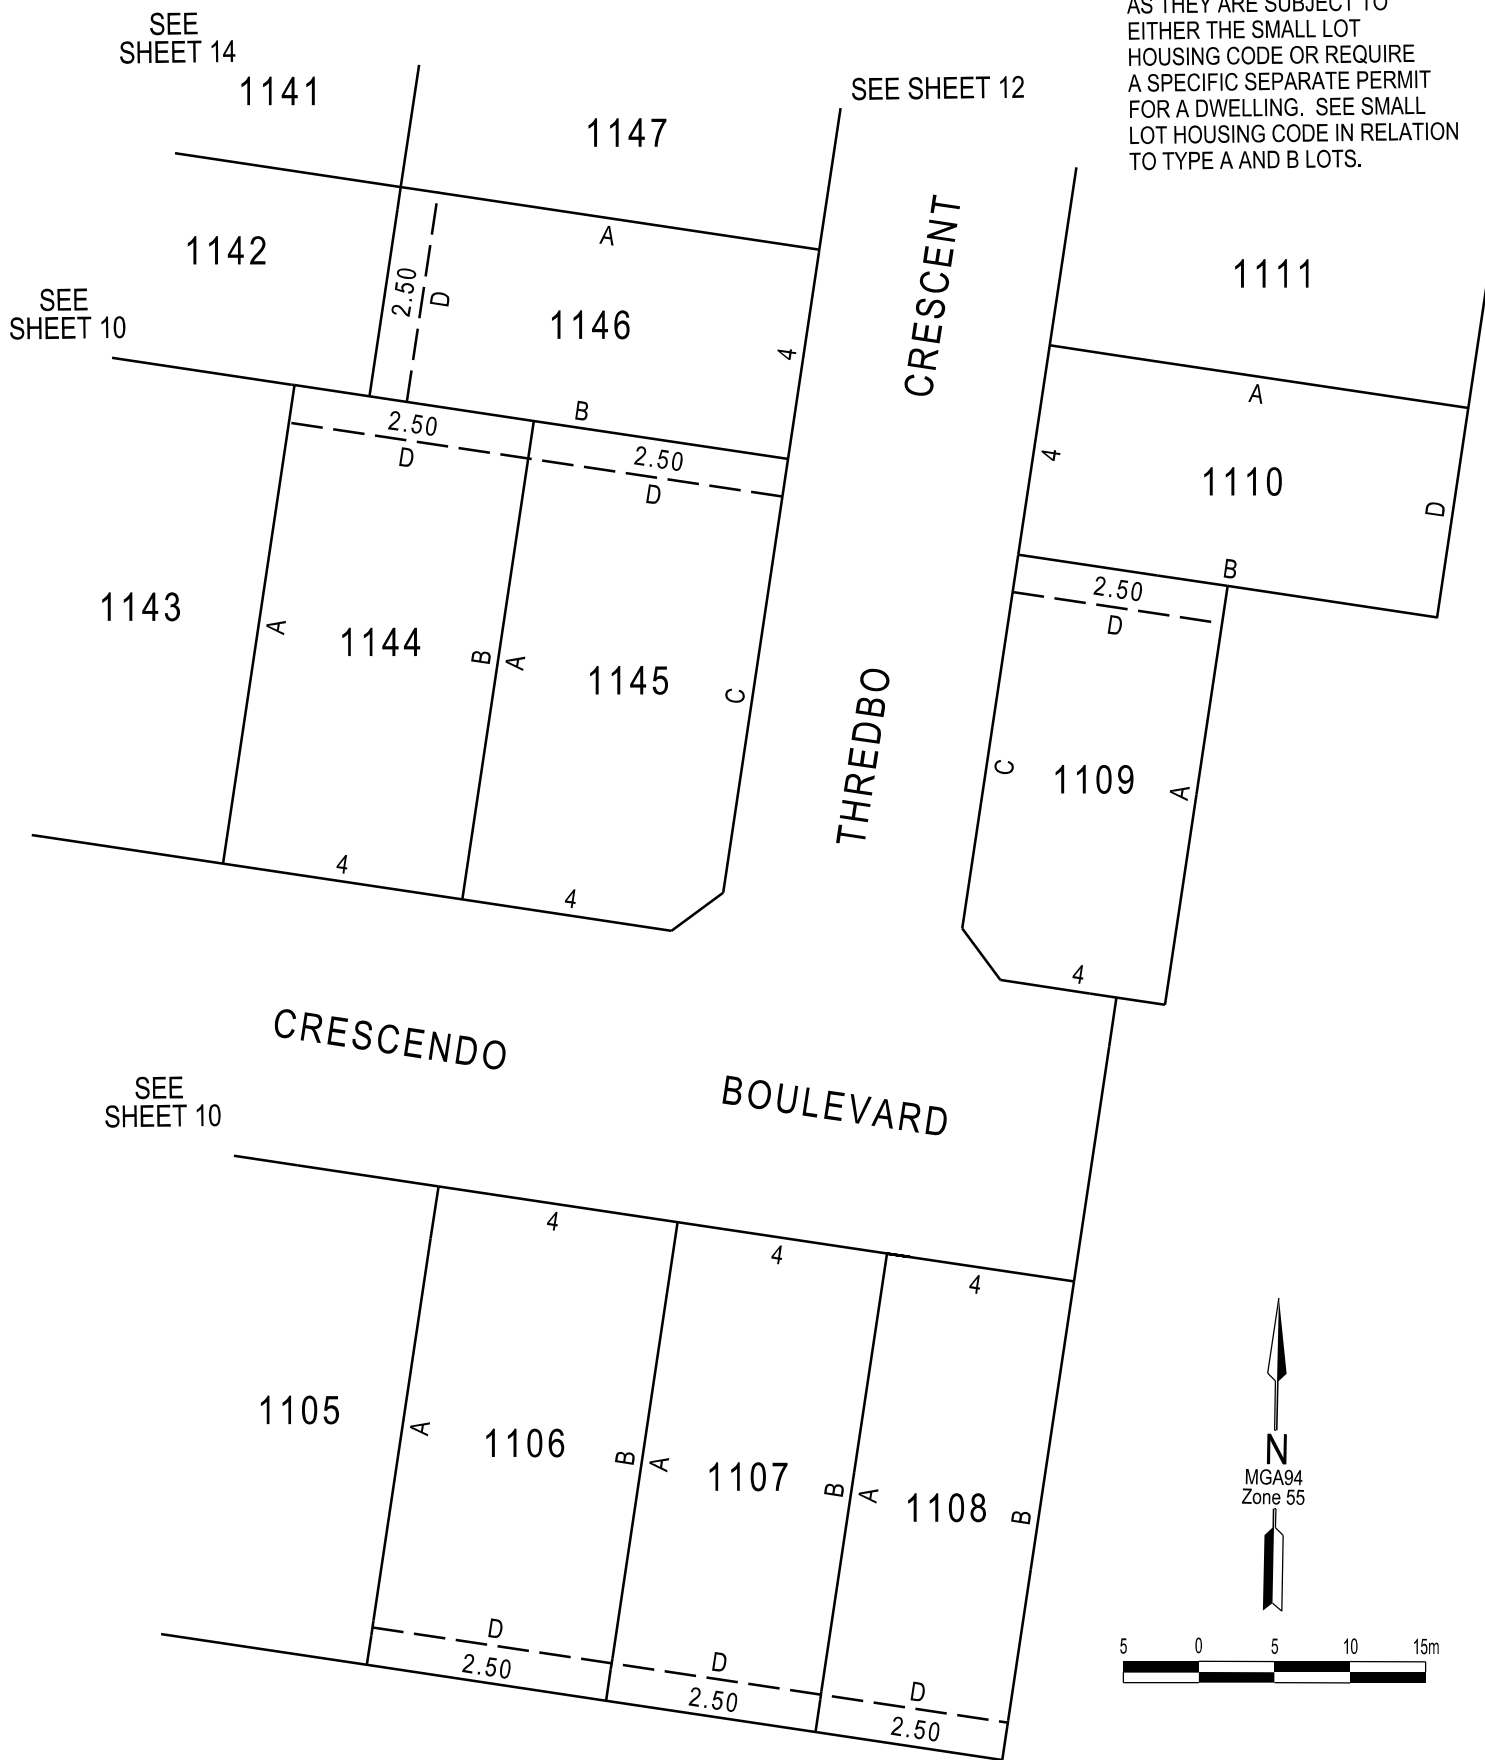 AS THEY ARE SUBJECT TO
EITHER THE SMALL LOT
HOUSING CODE OR REQUIRE
A SPECIFIC SEPARATE PERMIT
FOR A DWELLING. SEE SMALL
LOT HOUSING CODE IN RELATION
TO TYPE A AND B LOTS.
SEE
SHEET 14
1141
1147
SEE SHEET 12
1142
A
2.50
D
1146
4
CRESCENT
1111
SEE
SHEET 10
B
2.50
D
2.50
D
A
4
1110
D
B
2.50
D
1143
A
1144
B
A
1145
C
THREDBO
C
1109
A
4
4
4
CRESCENDO
BOULEVARD
SEE
SHEET 10
4
4
4
1105
A
1106
B
A
1107
B
A
1108
B
D
2.50
D
2.50
D
2.50
N
MGA94
Zone 55
5 0 5 10 15m